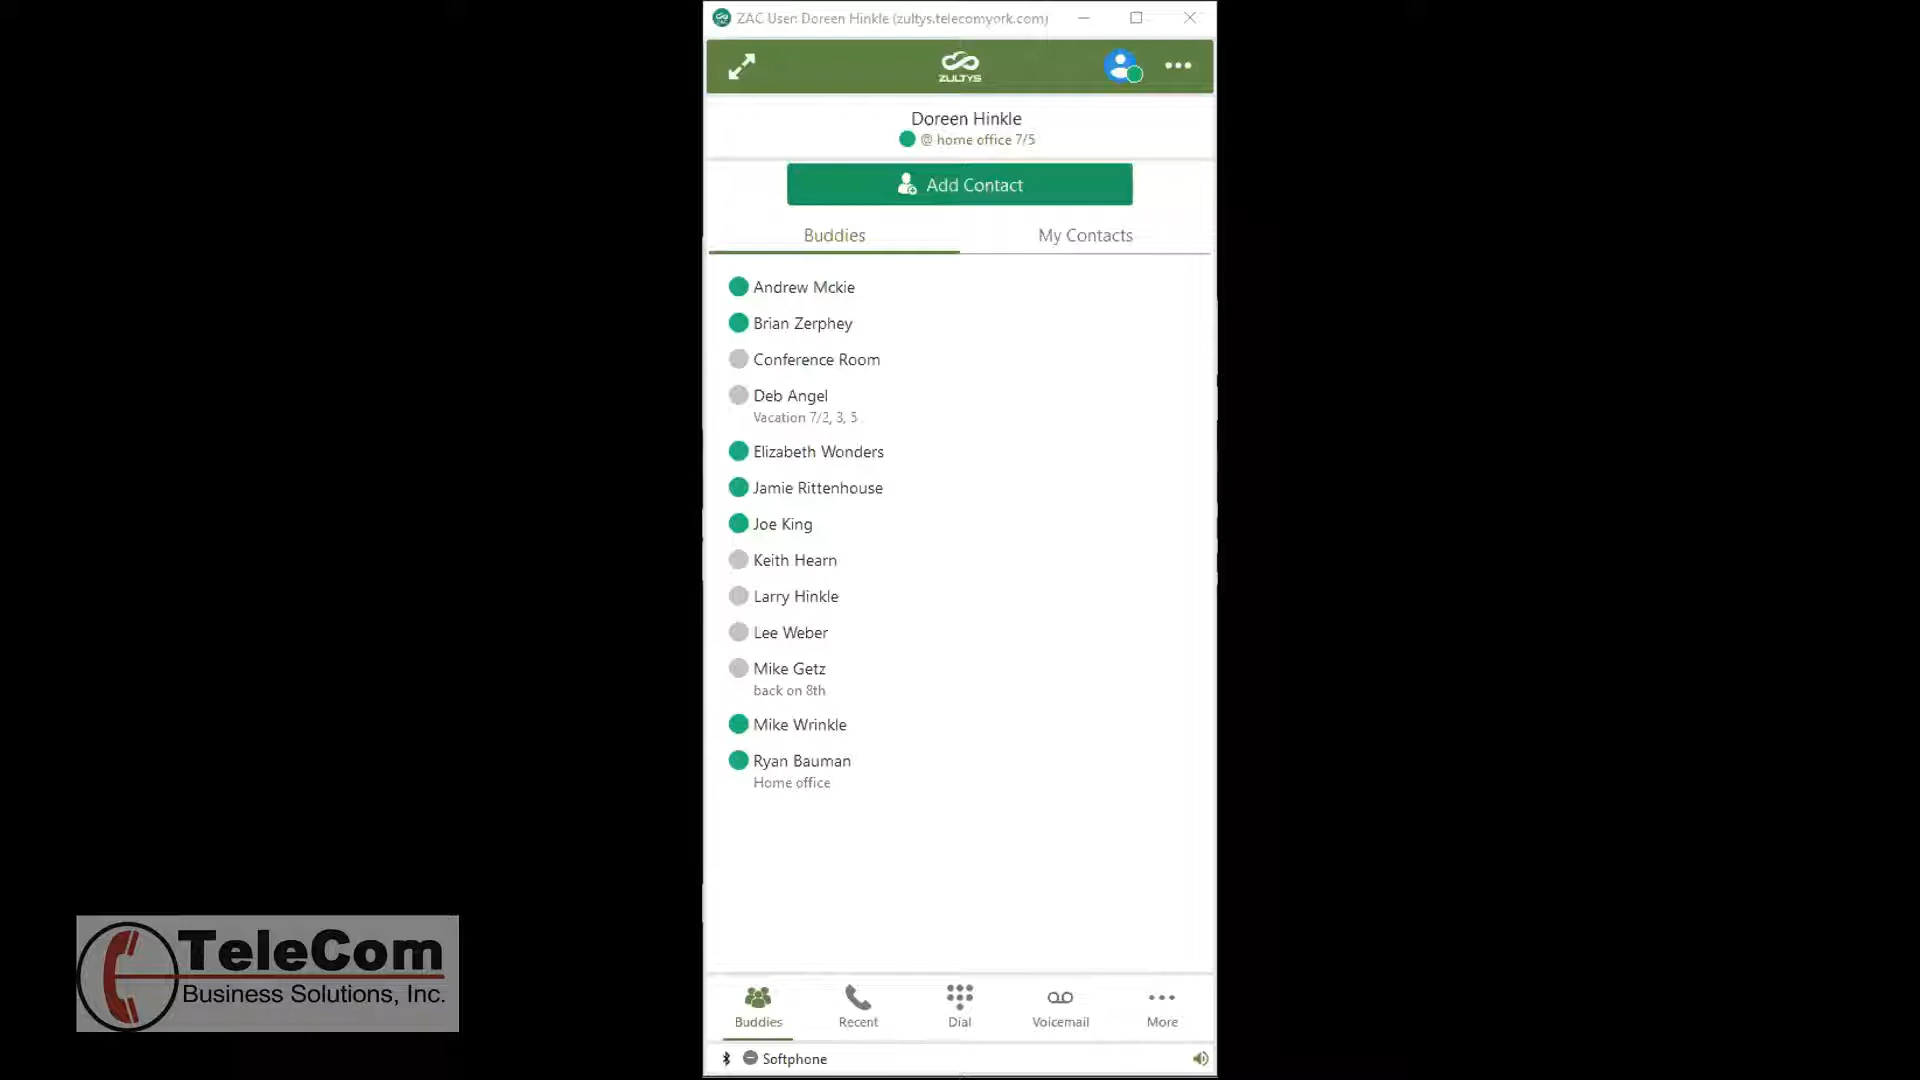 ZAC User: Doreen Hinkle (zultys.telecomyork.com)
ZULTYS
Doreen Hinkle
@ home office 7/5
Add Contact
Buddies
My Contacts
Andrew Mckie
Brian Zerphey
Conference Room
Deb Angel
Vacation 7/2, 3, 5
Elizabeth Wonders
Jamie Rittenhouse
Joe King
Keith Hearn
Larry Hinkle
Lee Weber
Mike Getz
back on 8th
Mike Wrinkle
Ryan Bauman
Home office
TeleCom
Business Solutions, Inc.
Buddies
Recent
Dial
Voicemail
More
Softphone